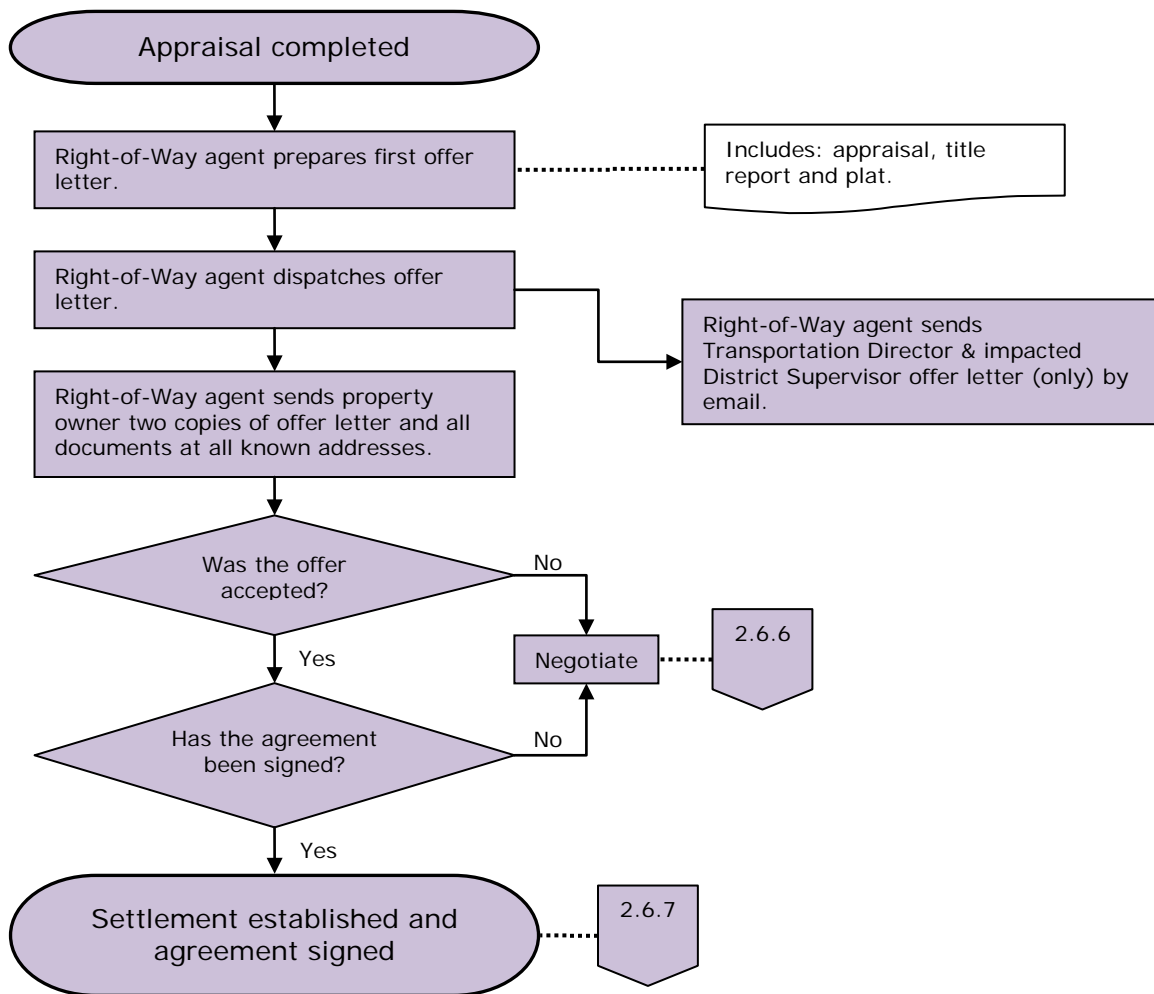 Appraisal completed
Right-of-Way agent prepares first offer
letter.
Includes: appraisal, title
report and plat.
Right-of-Way agent dispatches offer
letter.
Right-of-Way agent sends
Transportation Director & impacted
District Supervisor offer letter (only) by
email.
Right-of-Way agent sends property
owner two copies of offer letter and all
documents at all known addresses.
Was the offer
accepted?
No
Yes
Negotiate
2.6.6
Has the agreement
been signed?
No
Yes
Settlement established and
agreement signed
2.6.7